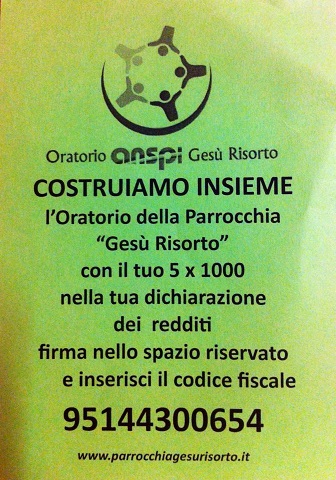 Oratorio anspi Gesù Risorto
COSTRUIAMO INSIEME
l'Oratorio della Parrocchia
"Gesù Risorto"
con il tuo 5 x 1000
nella tua dichiarazione
dei redditi
firma nello spazio riservato
e inserisci il codice fiscale
95144300654
www.parrocchiagesurisorto.it